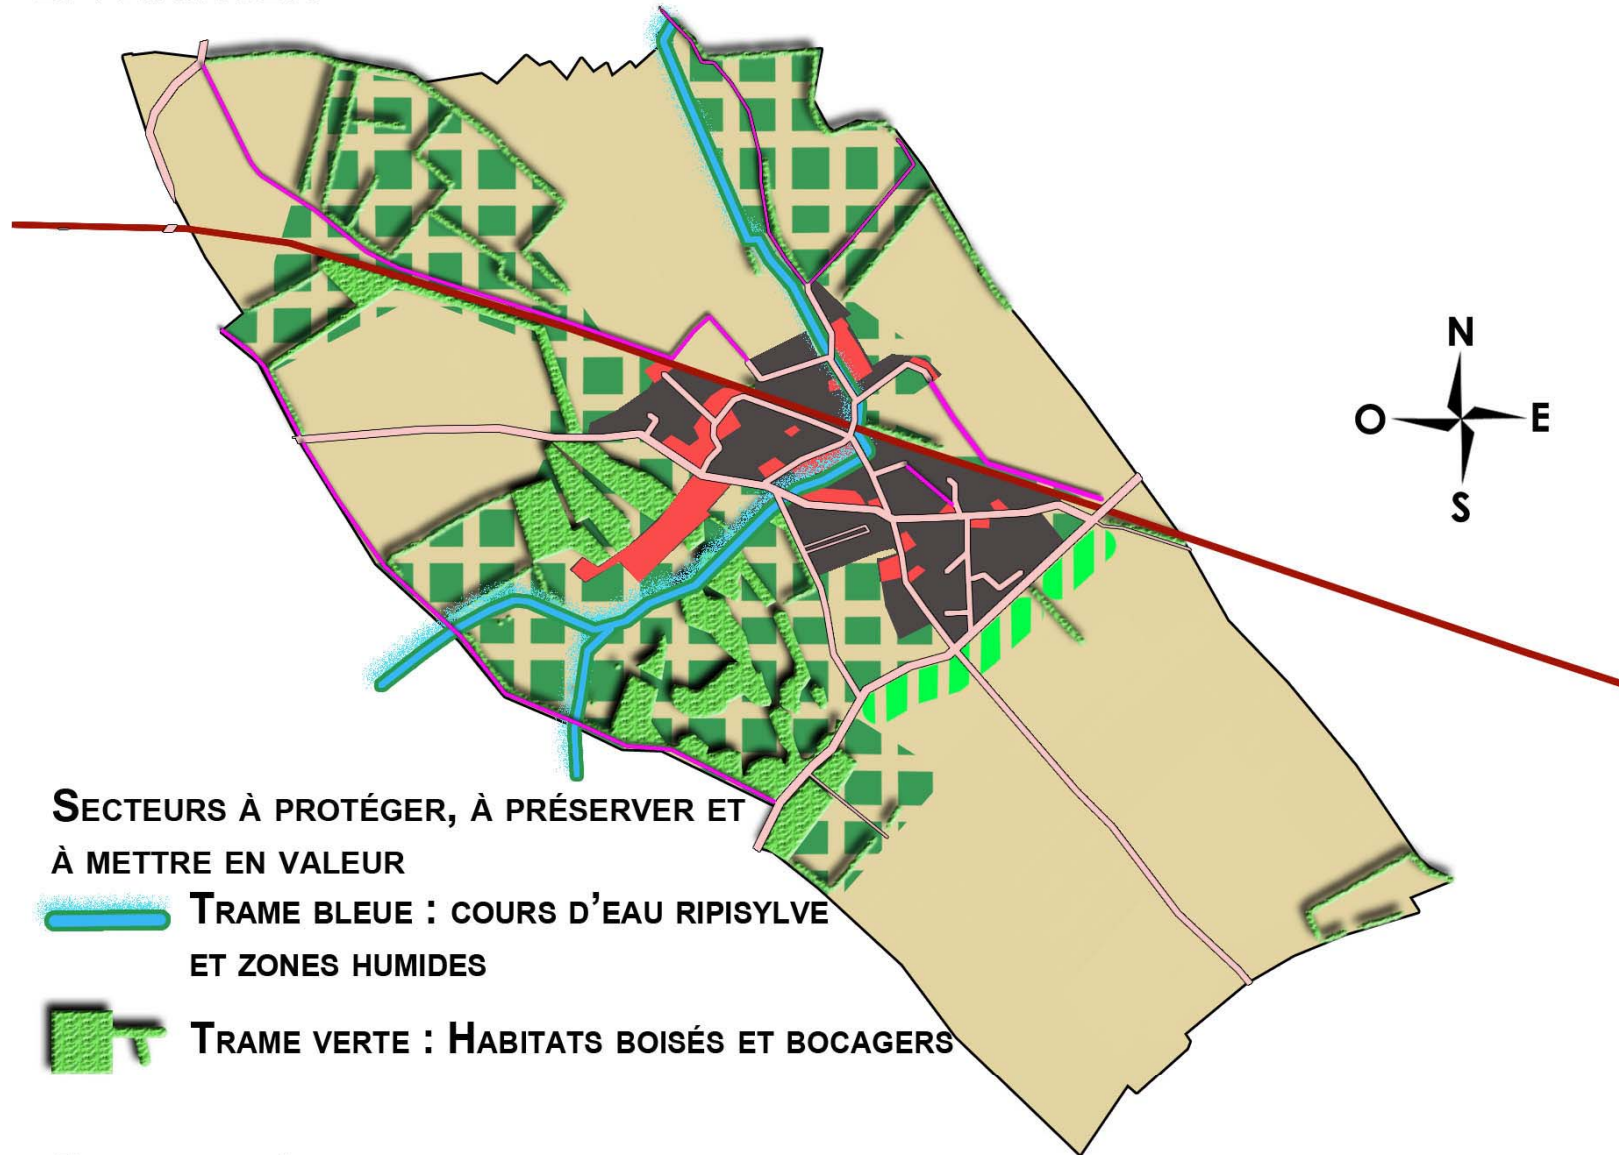 N
O E
S
SECTEURS À PROTÉGER, À PRÉSERVER ET
À METTRE EN VALEUR
TRAME BLEUE : COURS D'EAU RIPISYLVE
ET ZONES HUMIDES
TRAME VERTE : HABITATS BOISÉS ET BOCAGERS